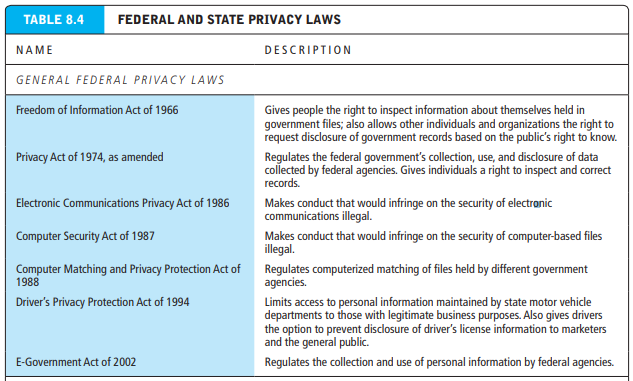 TABLE 8.4 FEDERAL AND STATE PRIVACY LAWS
NAME DESCRIPTION
GENERAL FEDERAL PRIVACY LAWS
Freedom of Information Act of 1966 Gives people the right to inspect information about themselves held in
government files; also allows other individuals and organizations the right to
request disclosure of government records based on the public's right to know.
Privacy Act of 1974, as amended Regulates the federal government's collection, use, and disclosure of data
collected by federal agencies. Gives individuals a right to inspect and correct
records.
Electronic Communications Privacy Act of 1986 Makes conduct that would infringe on the security of electronic
communications illegal.
Computer Security Act of 1987 Makes conduct that would infringe on the security of computer-based files
illegal.
Computer Matching and Privacy Protection Act of Regulates computerized matching of files held by different government
1988 agencies.
Driver's Privacy Protection Act of 1994 Limits access to personal information maintained by state motor vehicle
departments to those with legitimate business purposes. Also gives drivers
the option to prevent disclosure of driver's license information to marketers
and the general public.
E-Government Act of 2002 Regulates the collection and use of personal information by federal agencies.